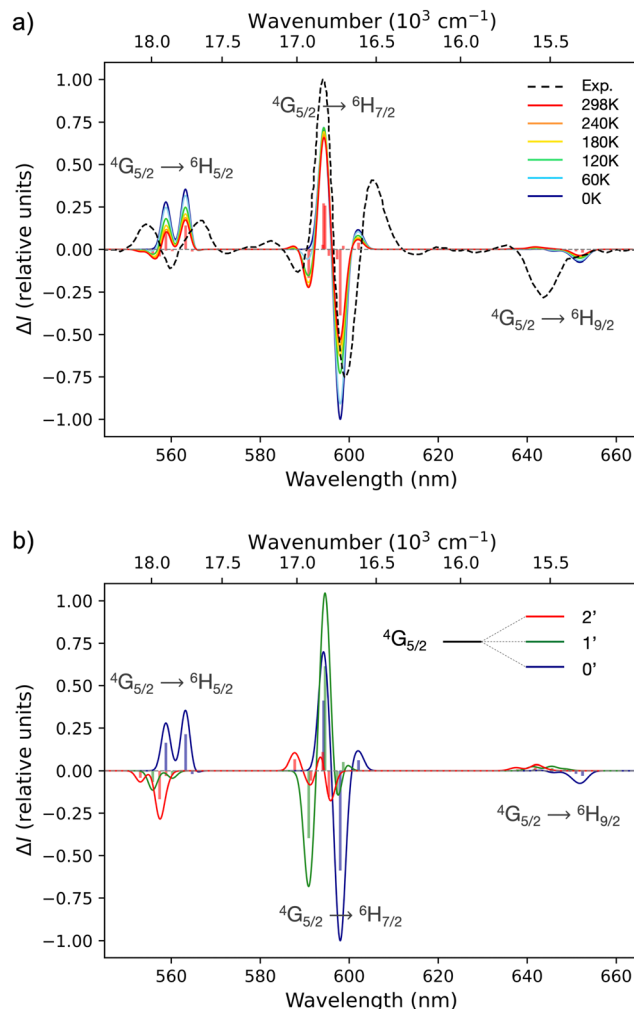 a)
Wavenumber (10³ cm⁻¹)
18.0 17.5 17.0 16.5 16.0 15.5
⁴G₅/₂ → ⁶H₇/₂
⁴G₅/₂ → ⁶H₅/₂
Exp.
298K
240K
180K
120K
60K
0K
1.00
0.75
0.50
0.25
0.00
−0.25
−0.50
−0.75
−1.00
ΔI (relative units)
⁴G₅/₂ → ⁶H₉/₂
560 580 600 620 640 660
Wavelength (nm)
b)
Wavenumber (10³ cm⁻¹)
18.0 17.5 17.0 16.5 16.0 15.5
⁴G₅/₂
2'
1'
0'
⁴G₅/₂ → ⁶H₅/₂
1.00
0.75
0.50
0.25
0.00
−0.25
−0.50
−0.75
−1.00
ΔI (relative units)
⁴G₅/₂ → ⁶H₉/₂
⁴G₅/₂ → ⁶H₇/₂
560 580 600 620 640 660
Wavelength (nm)